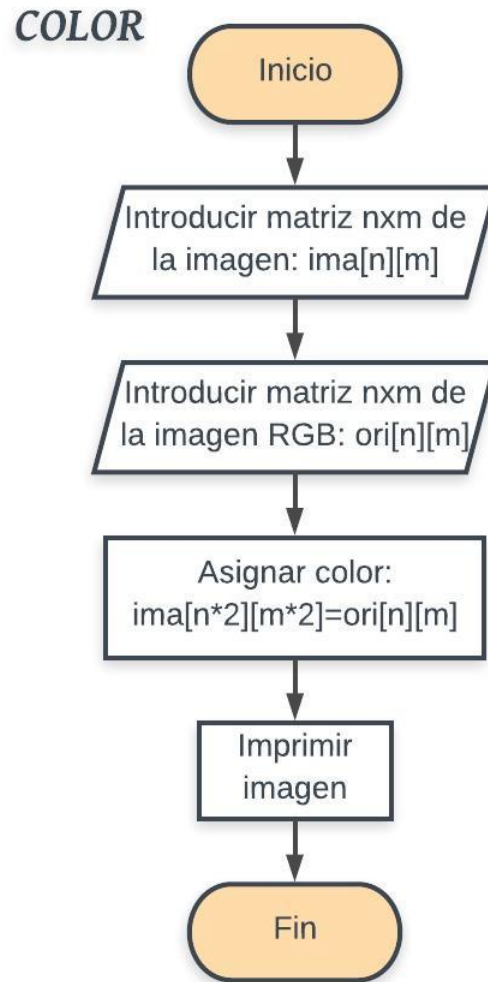 COLOR
Inicio
Introducir matriz nxm de
la imagen: ima[n][m]
Introducir matriz nxm de
la imagen RGB: ori[n][m]
Asignar color:
ima[n*2][m*2]=ori[n][m]
Imprimir
imagen
Fin